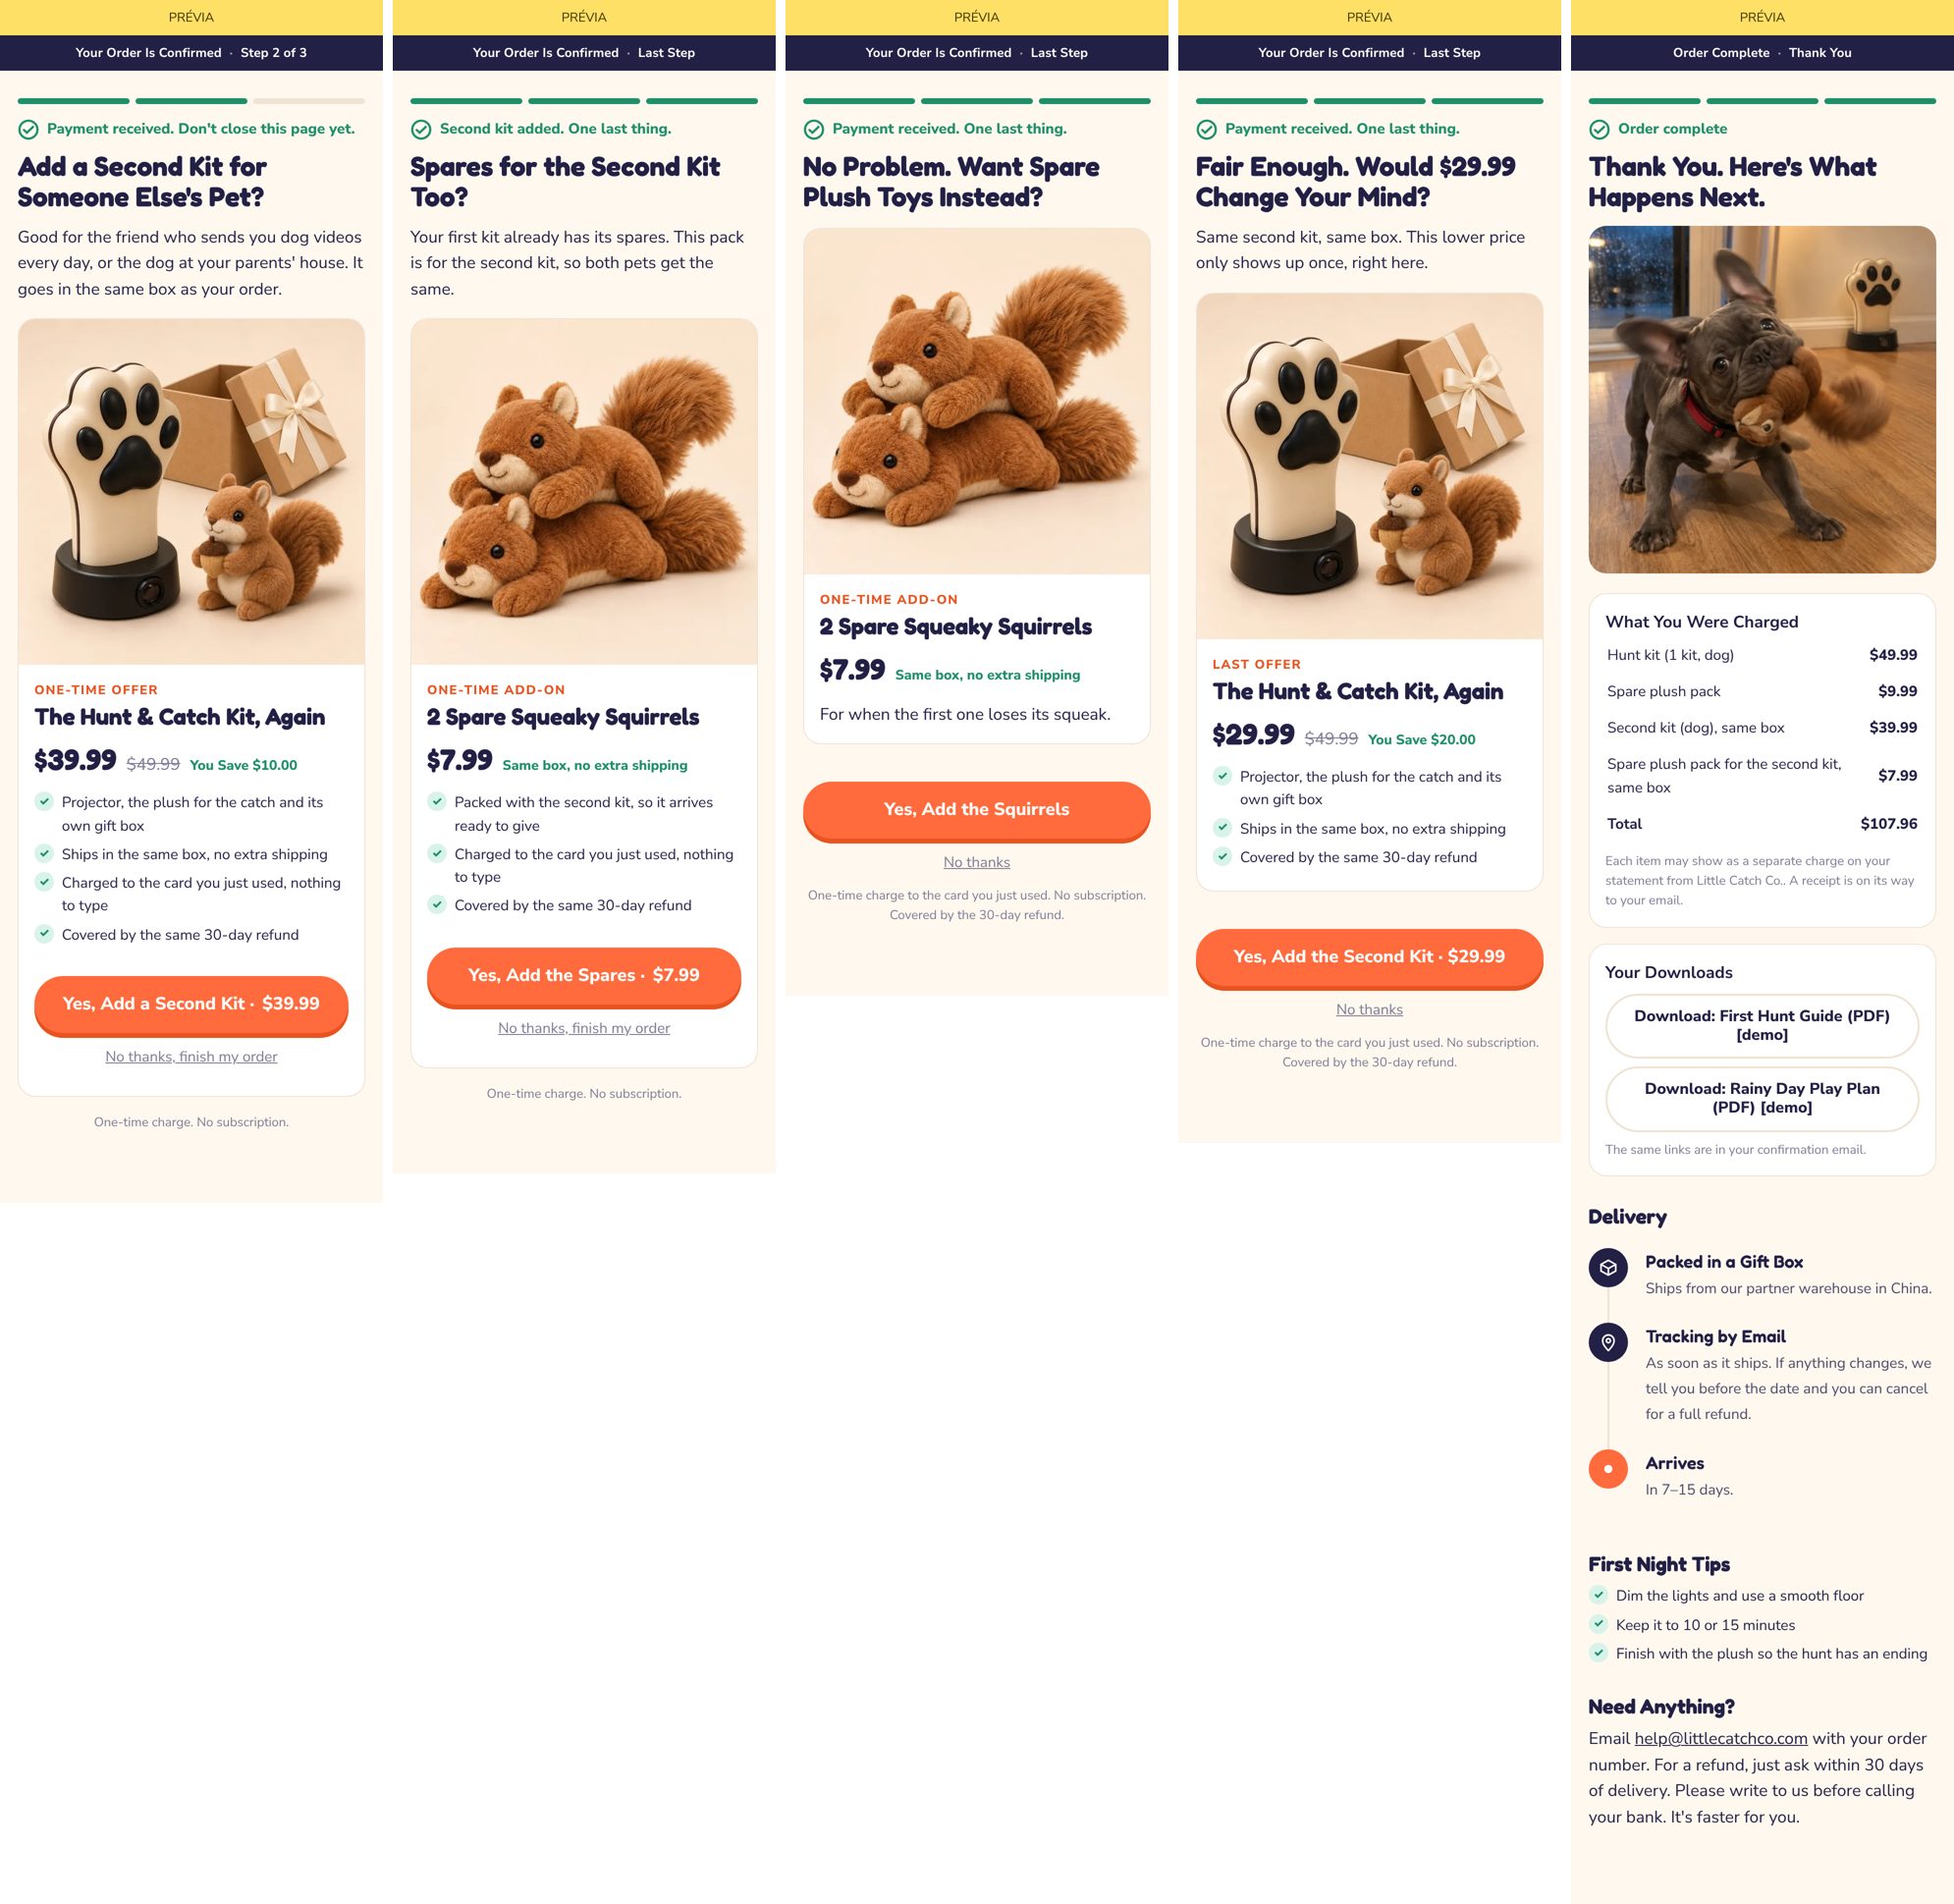 PRÉVIA
Your Order Is Confirmed · Step 2 of 3
Payment received. Don't close this page yet.
Add a Second Kit for
Someone Else's Pet?
Good for the friend who sends you dog videos
every day, or the dog at your parents' house. It
goes in the same box as your order.
ONE-TIME OFFER
The Hunt & Catch Kit, Again
$39.99 $49.99 You Save $10.00
Projector, the plush for the catch and its
own gift box
Ships in the same box, no extra shipping
Charged to the card you just used, nothing
to type
Covered by the same 30-day refund
Yes, Add a Second Kit · $39.99
No thanks, finish my order
One-time charge. No subscription.
PRÉVIA
Your Order Is Confirmed · Last Step
Second kit added. One last thing.
Spares for the Second Kit
Too?
Your first kit already has its spares. This pack
is for the second kit, so both pets get the
same.
ONE-TIME ADD-ON
2 Spare Squeaky Squirrels
$7.99 Same box, no extra shipping
Packed with the second kit, so it arrives
ready to give
Charged to the card you just used, nothing
to type
Covered by the same 30-day refund
Yes, Add the Spares · $7.99
No thanks, finish my order
One-time charge. No subscription.
PRÉVIA
Your Order Is Confirmed · Last Step
Payment received. One last thing.
No Problem. Want Spare
Plush Toys Instead?
ONE-TIME ADD-ON
2 Spare Squeaky Squirrels
$7.99 Same box, no extra shipping
For when the first one loses its squeak.
Yes, Add the Squirrels
No thanks
One-time charge to the card you just used. No subscription.
Covered by the 30-day refund.
PRÉVIA
Your Order Is Confirmed · Last Step
Payment received. One last thing.
Fair Enough. Would $29.99
Change Your Mind?
Same second kit, same box. This lower price
only shows up once, right here.
LAST OFFER
The Hunt & Catch Kit, Again
$29.99 $49.99 You Save $20.00
Projector, the plush for the catch and its
own gift box
Ships in the same box, no extra shipping
Covered by the same 30-day refund
Yes, Add the Second Kit · $29.99
No thanks
One-time charge to the card you just used. No subscription.
Covered by the 30-day refund.
PRÉVIA
Order Complete · Thank You
Order complete
Thank You. Here's What
Happens Next.
What You Were Charged
Hunt kit (1 kit, dog) $49.99
Spare plush pack $9.99
Second kit (dog), same box $39.99
Spare plush pack for the second kit,
same box $7.99
Total $107.96
Each item may show as a separate charge on your
statement from Little Catch Co.. A receipt is on its way
to your email.
Your Downloads
Download: First Hunt Guide (PDF)
[demo]
Download: Rainy Day Play Plan
(PDF) [demo]
The same links are in your confirmation email.
Delivery
Packed in a Gift Box
Ships from our partner warehouse in China.
Tracking by Email
As soon as it ships. If anything changes, we
tell you before the date and you can cancel
for a full refund.
Arrives
In 7–15 days.
First Night Tips
Dim the lights and use a smooth floor
Keep it to 10 or 15 minutes
Finish with the plush so the hunt has an ending
Need Anything?
Email help@littlecatchco.com with your order
number. For a refund, just ask within 30 days
of delivery. Please write to us before calling
your bank. It's faster for you.